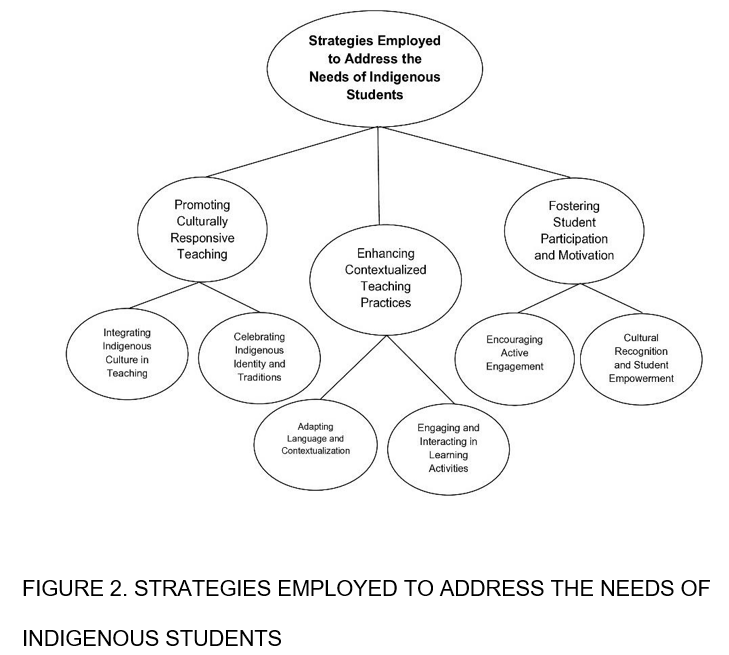 Strategies Employed
to Address the
Needs of Indigenous
Students
Promoting
Culturally
Responsive
Teaching
Enhancing
Contextualized
Teaching
Practices
Fostering
Student
Participation
and Motivation
Integrating
Indigenous
Culture in
Teaching
Celebrating
Indigenous
Identity and
Traditions
Adapting
Language and
Contextualization
Engaging and
Interacting in
Learning
Activities
Encouraging
Active
Engagement
Cultural
Recognition
and Student
Empowerment
FIGURE 2. STRATEGIES EMPLOYED TO ADDRESS THE NEEDS OF
INDIGENOUS STUDENTS